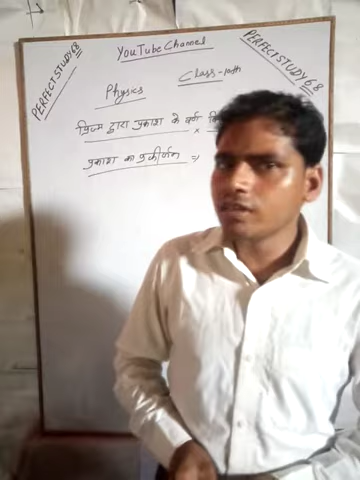 YouTube Channel
PERFECT STUDY 68
PERFECT STUDY 68
Class-10th
Physics
प्रिज्म द्वारा प्रकाश के वर्ण
प्रकाश का प्रकीर्णन ⇒